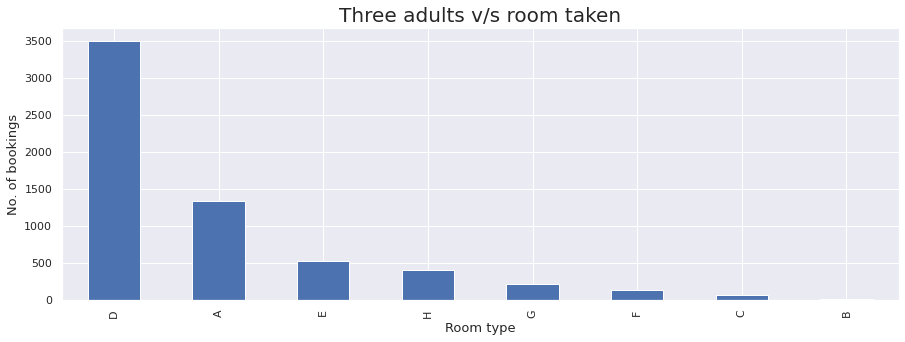 Three adults v/s room taken
No. of bookings
3500
3000
2500
2000
1500
1000
500
0
D A E H G F C B
Room type